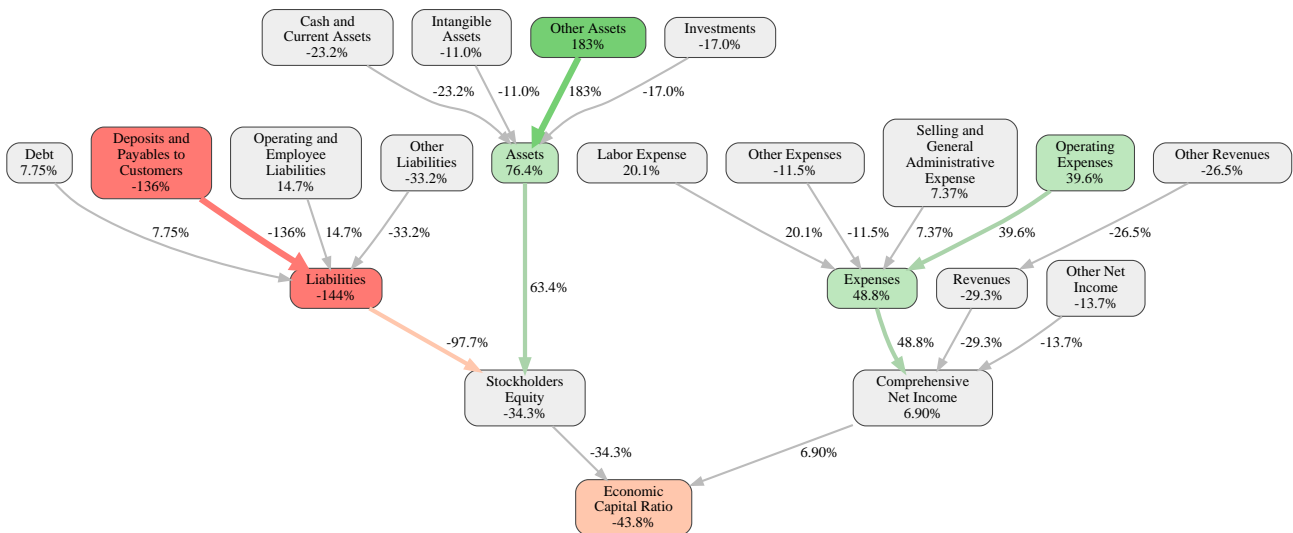 Cash and
Current Assets
-23.2%
Intangible
Assets
-11.0%
Other Assets
183%
Investments
-17.0%
-23.2%
-11.0%
183%
-17.0%
Debt
7.75%
Deposits and
Payables to
Customers
-136%
Operating and
Employee
Liabilities
14.7%
Other
Liabilities
-33.2%
Assets
76.4%
Labor Expense
20.1%
Other Expenses
-11.5%
Selling and
General
Administrative
Expense
7.37%
Operating
Expenses
39.6%
Other Revenues
-26.5%
7.75%
-136%
14.7%
-33.2%
20.1%
-11.5%
7.37%
39.6%
-26.5%
Liabilities
-144%
63.4%
Expenses
48.8%
Revenues
-29.3%
Other Net
Income
-13.7%
-97.7%
48.8%
-29.3%
-13.7%
Stockholders
Equity
-34.3%
Comprehensive
Net Income
6.90%
-34.3%
6.90%
Economic
Capital Ratio
-43.8%